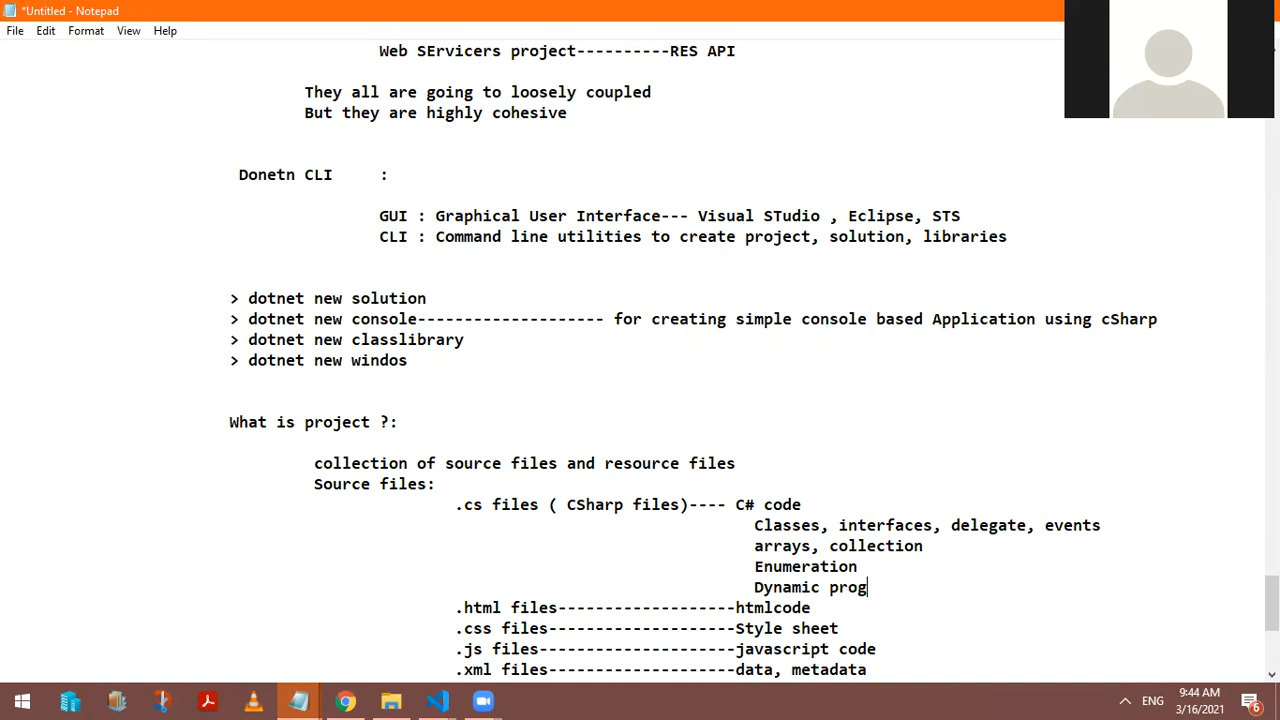 *Untitled - Notepad
File Edit Format View Help
Web SErvicers project----------RES API
They all are going to loosely coupled
But they are highly cohesive
Donetn CLI :
GUI : Graphical User Interface--- Visual STudio , Eclipse, STS
CLI : Command line utilities to create project, solution, libraries
> dotnet new solution
> dotnet new console-------------------- for creating simple console based Application using cSharp
> dotnet new classlibrary
> dotnet new windos
What is project ?:
collection of source files and resource files
Source files:
.cs files ( CSharp files)---- C# code
Classes, interfaces, delegate, events
arrays, collection
Enumeration
Dynamic prog
.html files-------------------htmlcode
.css files--------------------Style sheet
.js files---------------------javascript code
.xml files--------------------data, metadata
ENG
9:44 AM
3/16/2021
6